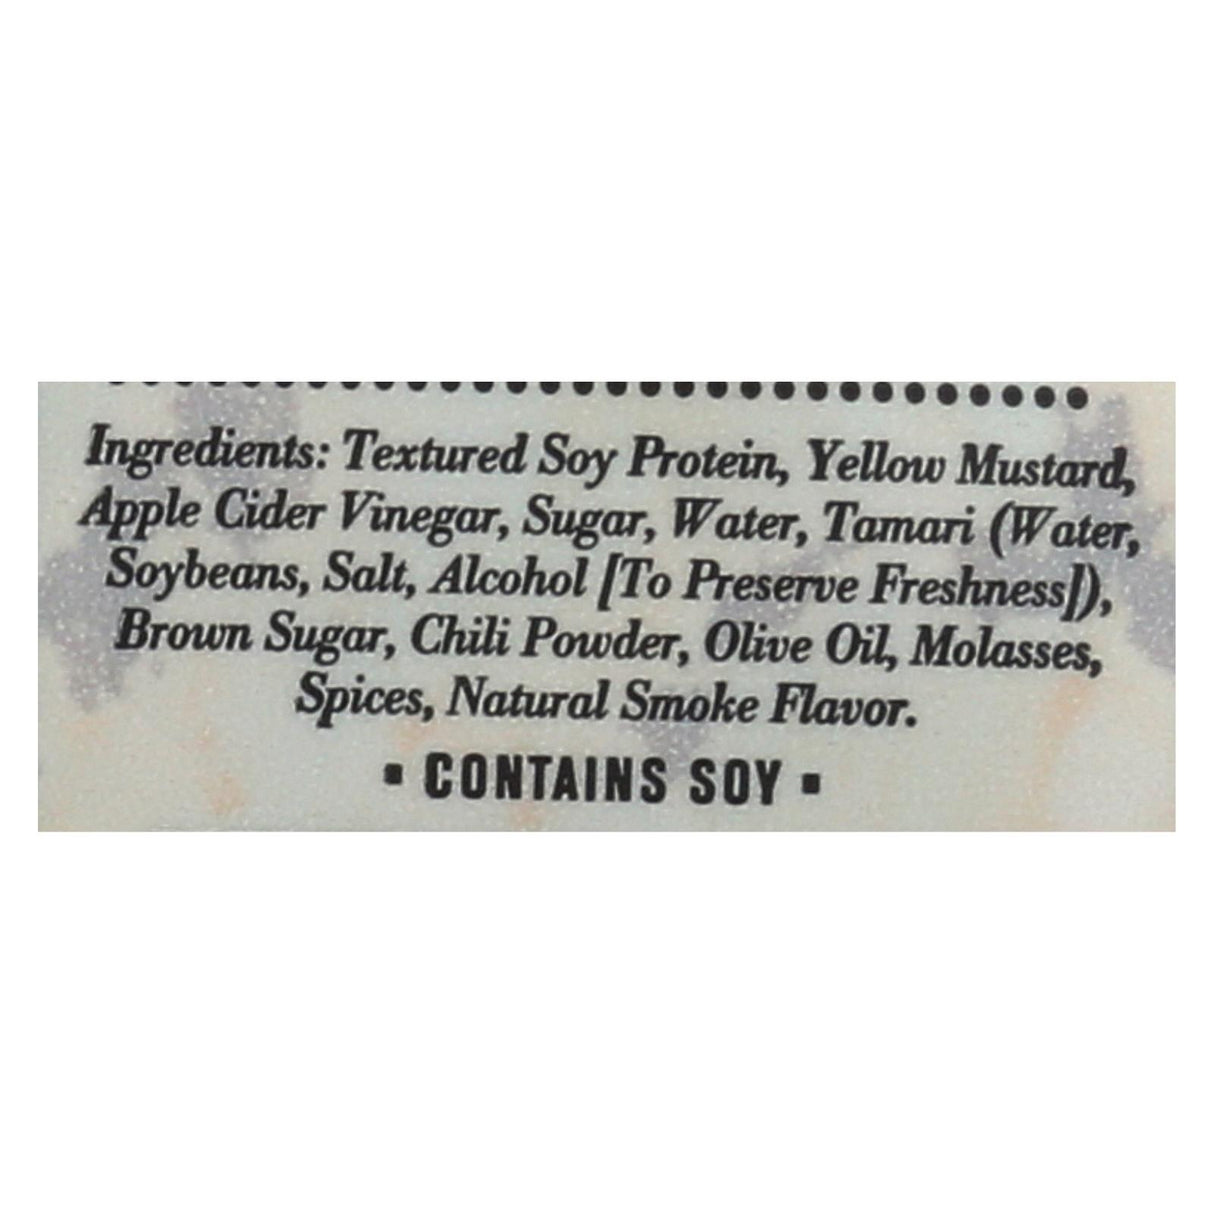 Ingredients: Textured Soy Protein, Yellow Mustard,
Apple Cider Vinegar, Sugar, Water, Tamari (Water,
Soybeans, Salt, Alcohol [To Preserve Freshness]),
Brown Sugar, Chili Powder, Olive Oil, Molasses,
Spices, Natural Smoke Flavor.
▪ CONTAINS SOY ▪